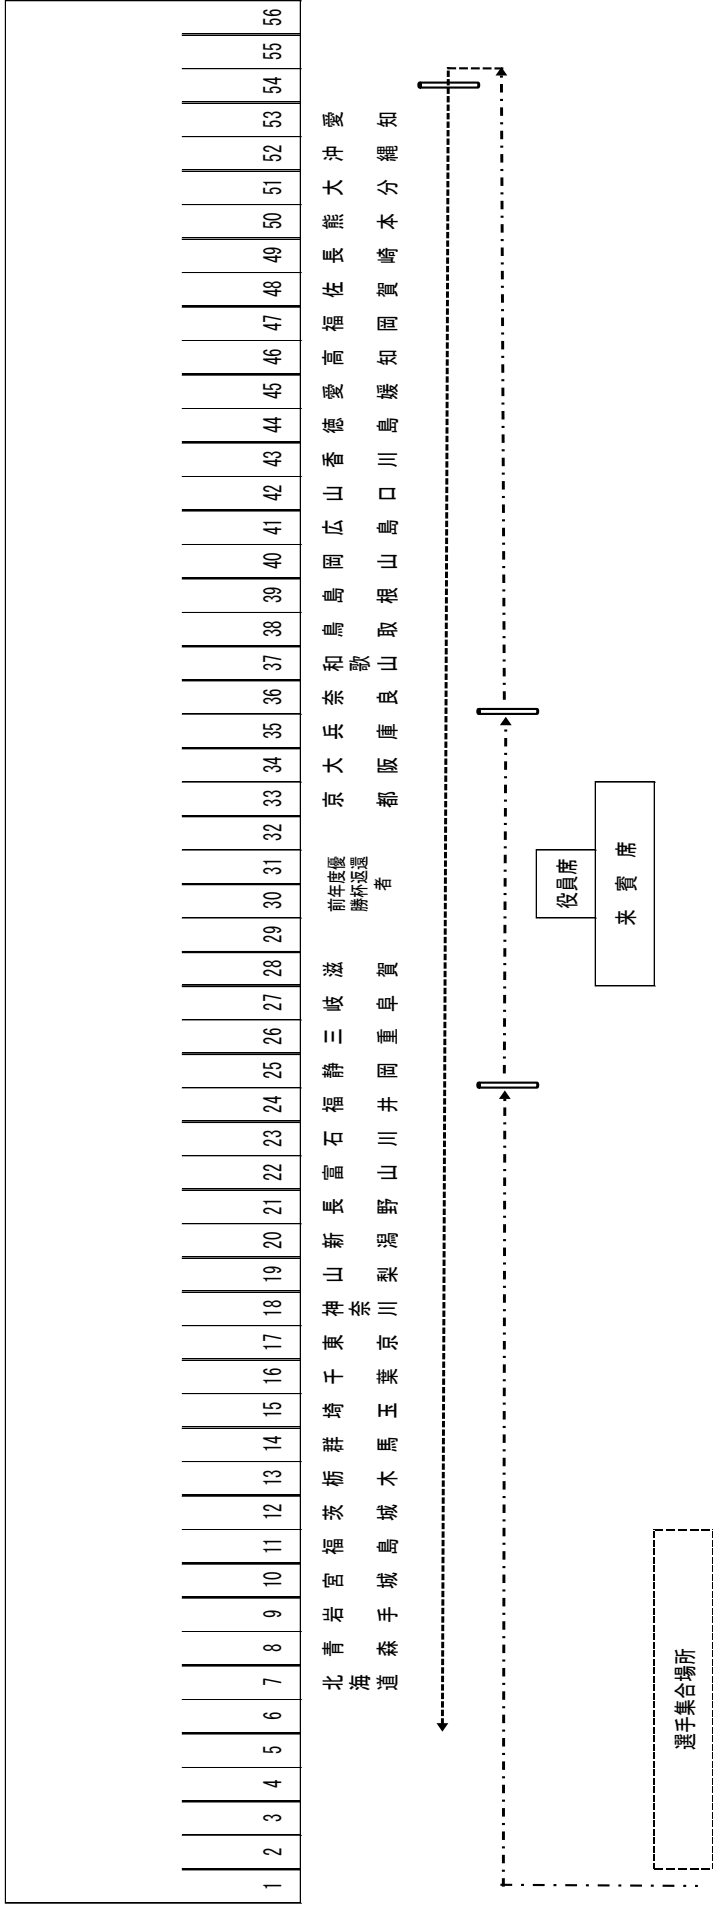 1 2 3 4 5 6 7 8 9 10 11 12 13 14 15 16 17 18 19 20 21 22 23 24 25 26 27 28 29 30 31 32 33 34 35 36 37 38 39 40 41 42 43 44 45 46 47 48 49 50 51 52 53 54 55 56
北海道
青森
岩手
宮城
福島
茨城
栃木
群馬
埼玉
千葉
東京
神奈川
山梨
新潟
長野
富山
石川
福井
静岡
三重
岐阜
滋賀
前年度優
勝杯返還
者
京都
大阪
兵庫
奈良
和歌山
鳥取
島根
岡山
広島
山口
香川
徳島
愛媛
高知
福岡
佐賀
長崎
熊本
大分
沖縄
愛知
役員席
来賓席
選手集合場所